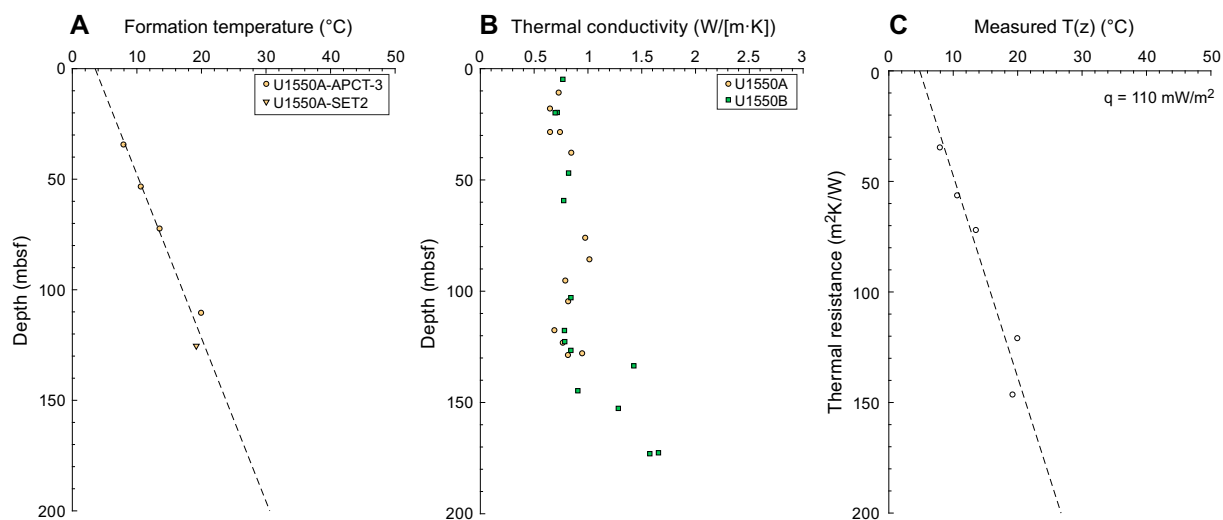 A
Formation temperature (°C)
0 10 20 30 40 50
0
50
100
150
200
Depth (mbsf)
U1550A-APCT-3
U1550A-SET2
B
Thermal conductivity (W/[m·K])
0 0.5 1 1.5 2 2.5 3
0
50
100
150
200
Depth (mbsf)
U1550A
U1550B
C
Measured T(z) (°C)
0 10 20 30 40 50
0
50
100
150
200
Thermal resistance (m²K/W)
q = 110 mW/m²